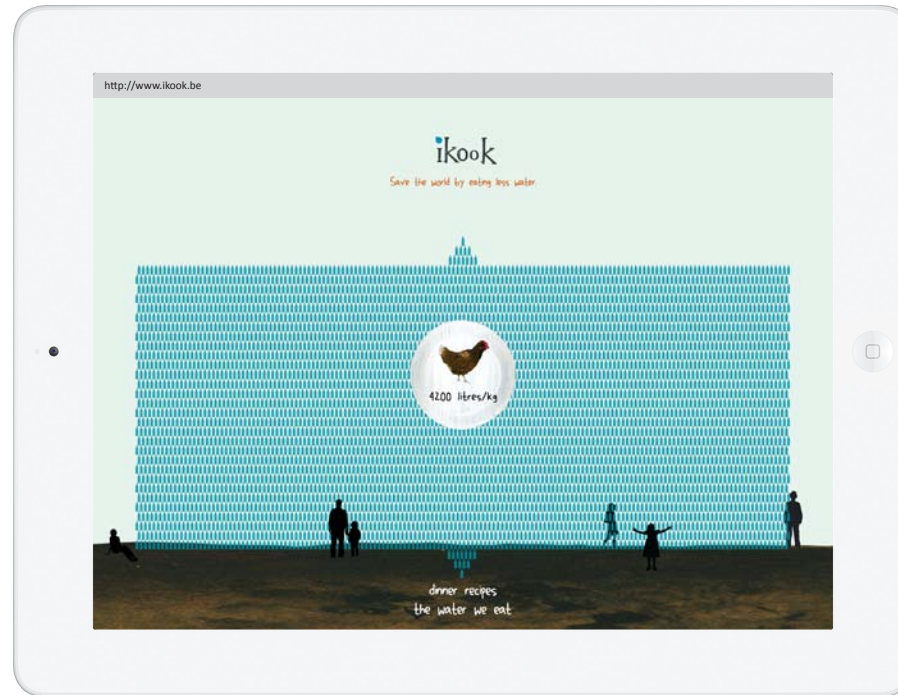 http://www.ikook.be
ikook
Save the world by eating less water
4200 litres/kg
dinner recipes
the water we eat